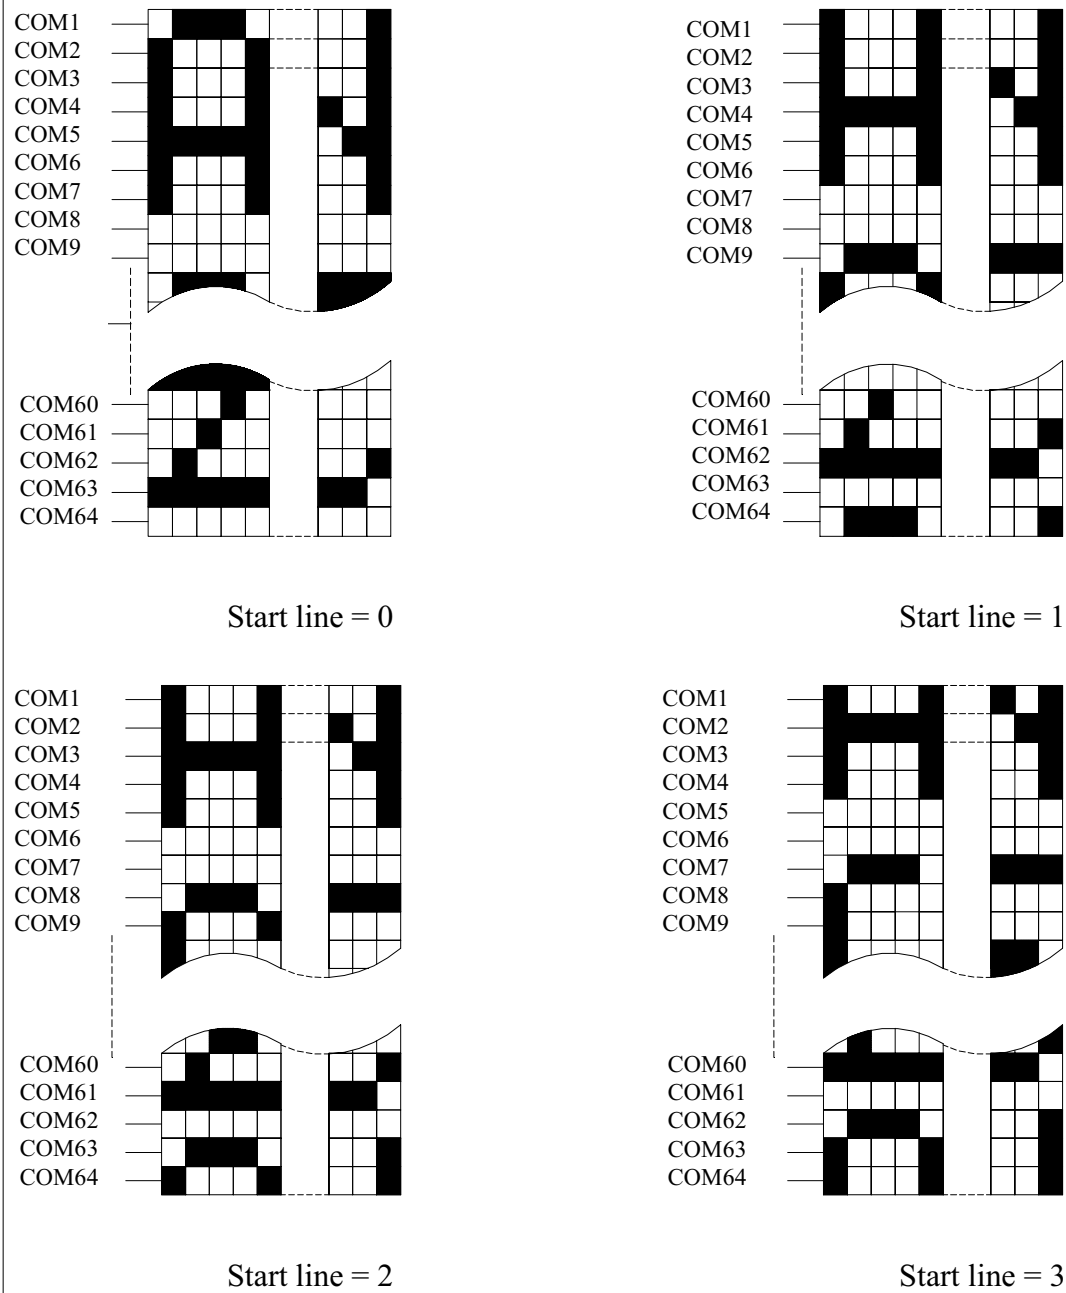 COM1
COM2
COM3
COM4
COM5
COM6
COM7
COM8
COM9
COM60
COM61
COM62
COM63
COM64
Start line = 0
COM1
COM2
COM3
COM4
COM5
COM6
COM7
COM8
COM9
COM60
COM61
COM62
COM63
COM64
Start line = 1
COM1
COM2
COM3
COM4
COM5
COM6
COM7
COM8
COM9
COM60
COM61
COM62
COM63
COM64
Start line = 2
COM1
COM2
COM3
COM4
COM5
COM6
COM7
COM8
COM9
COM60
COM61
COM62
COM63
COM64
Start line = 3